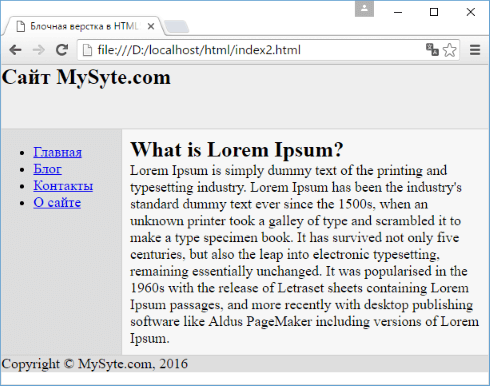 Блочная верстка в HTML
file:///D:/localhost/html/index2.html
Сайт MySyte.com
Главная
Блог
Контакты
О сайте
What is Lorem Ipsum?
Lorem Ipsum is simply dummy text of the printing and
typesetting industry. Lorem Ipsum has been the industry's
standard dummy text ever since the 1500s, when an
unknown printer took a galley of type and scrambled it to
make a type specimen book. It has survived not only five
centuries, but also the leap into electronic typesetting,
remaining essentially unchanged. It was popularised in the
1960s with the release of Letraset sheets containing Lorem
Ipsum passages, and more recently with desktop publishing
software like Aldus PageMaker including versions of Lorem
Ipsum.
Copyright © MySyte.com, 2016